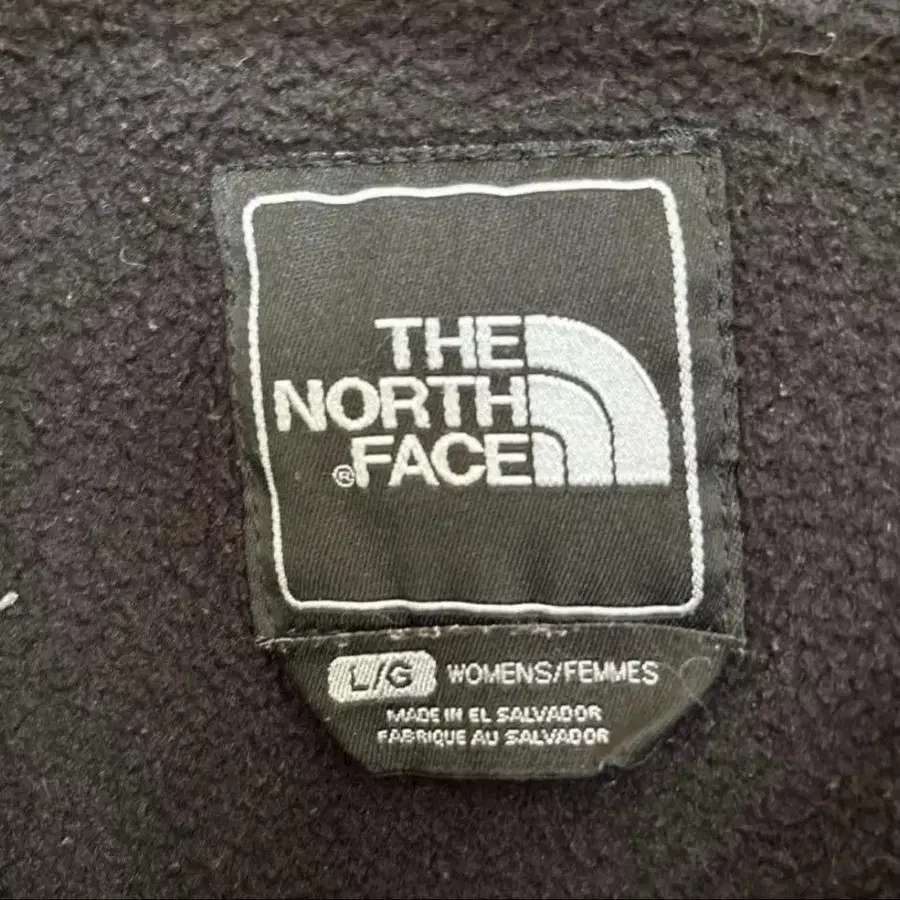 THE
NORTH
® FACE
L/G WOMENS/FEMMES
MADE IN EL SALVADOR
FABRIQUE AU SALVADOR